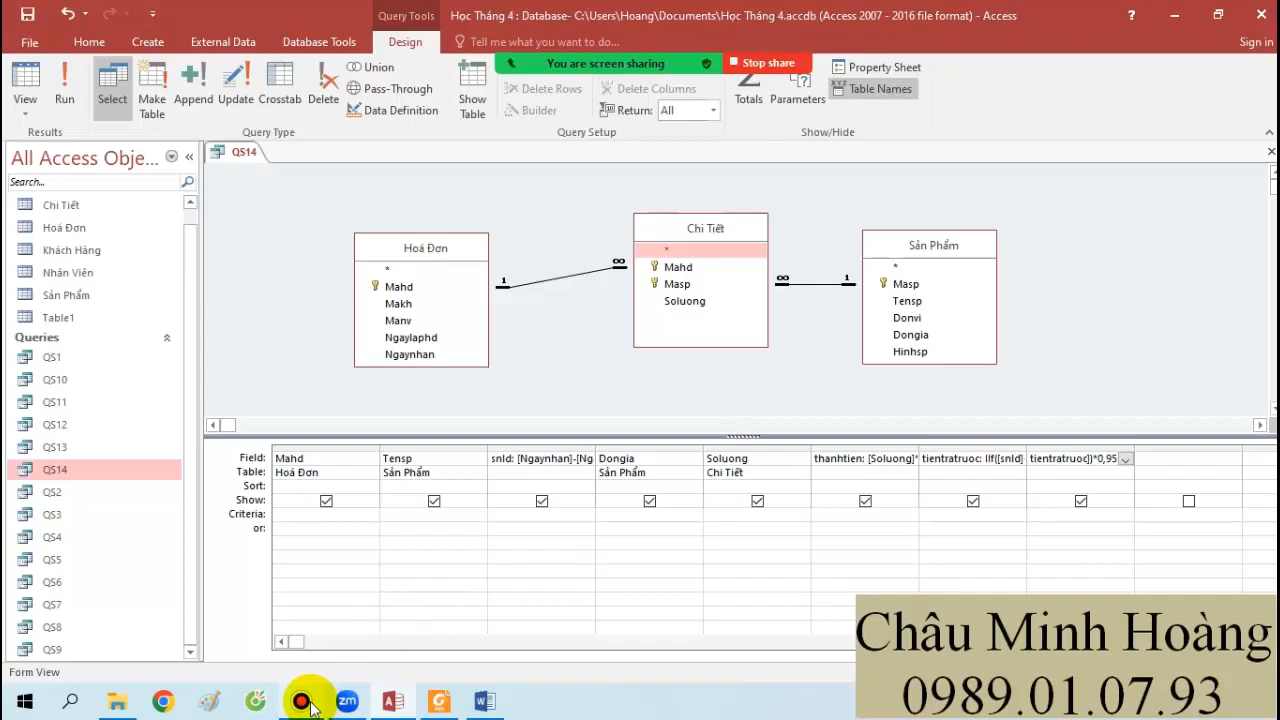 Query Tools
Học Tháng 4 : Database- C:\Users\Hoang\Documents\Học Tháng 4.accdb (Access 2007 - 2016 file format) - Access
?
File
Home
Create
External Data
Database Tools
Design
Tell me what you want to do...
Sign in
You are screen sharing
Stop share
View
Run
Select
Make Table
Append
Update
Crosstab
Delete
Union
Pass-Through
Data Definition
Show Table
Delete Rows
Builder
Delete Columns
Return:
All
Totals
Parameters
Property Sheet
Table Names
Results
Query Type
Query Setup
Show/Hide
All Access Obje...
Search...
Chi Tiết
Hoá Đơn
Khách Hàng
Nhân Viên
Sản Phẩm
Table1
Queries
QS1
QS10
QS11
QS12
QS13
QS14
QS2
QS3
QS4
QS5
QS6
QS7
QS8
QS9
QS14
Hoá Đơn
*
Mahd
Makh
Manv
Ngaylaphd
Ngaynhan
1
∞
Chi Tiết
*
Mahd
Masp
Soluong
∞
1
Sản Phẩm
*
Masp
Tensp
Donvi
Dongia
Hinhsp
Field: Mahd Tensp snld: [Ngaynhan]-[Ng Dongia Soluong thanhtien: [Soluong]* tientratruoc: IIf([snld] tientratruoc])*0,95
Table: Hoá Đơn Sản Phẩm Sản Phẩm Chi Tiết
Sort:
Show:
Criteria:
or:
Form View
Châu Minh Hoàng
0989.01.07.93
zm